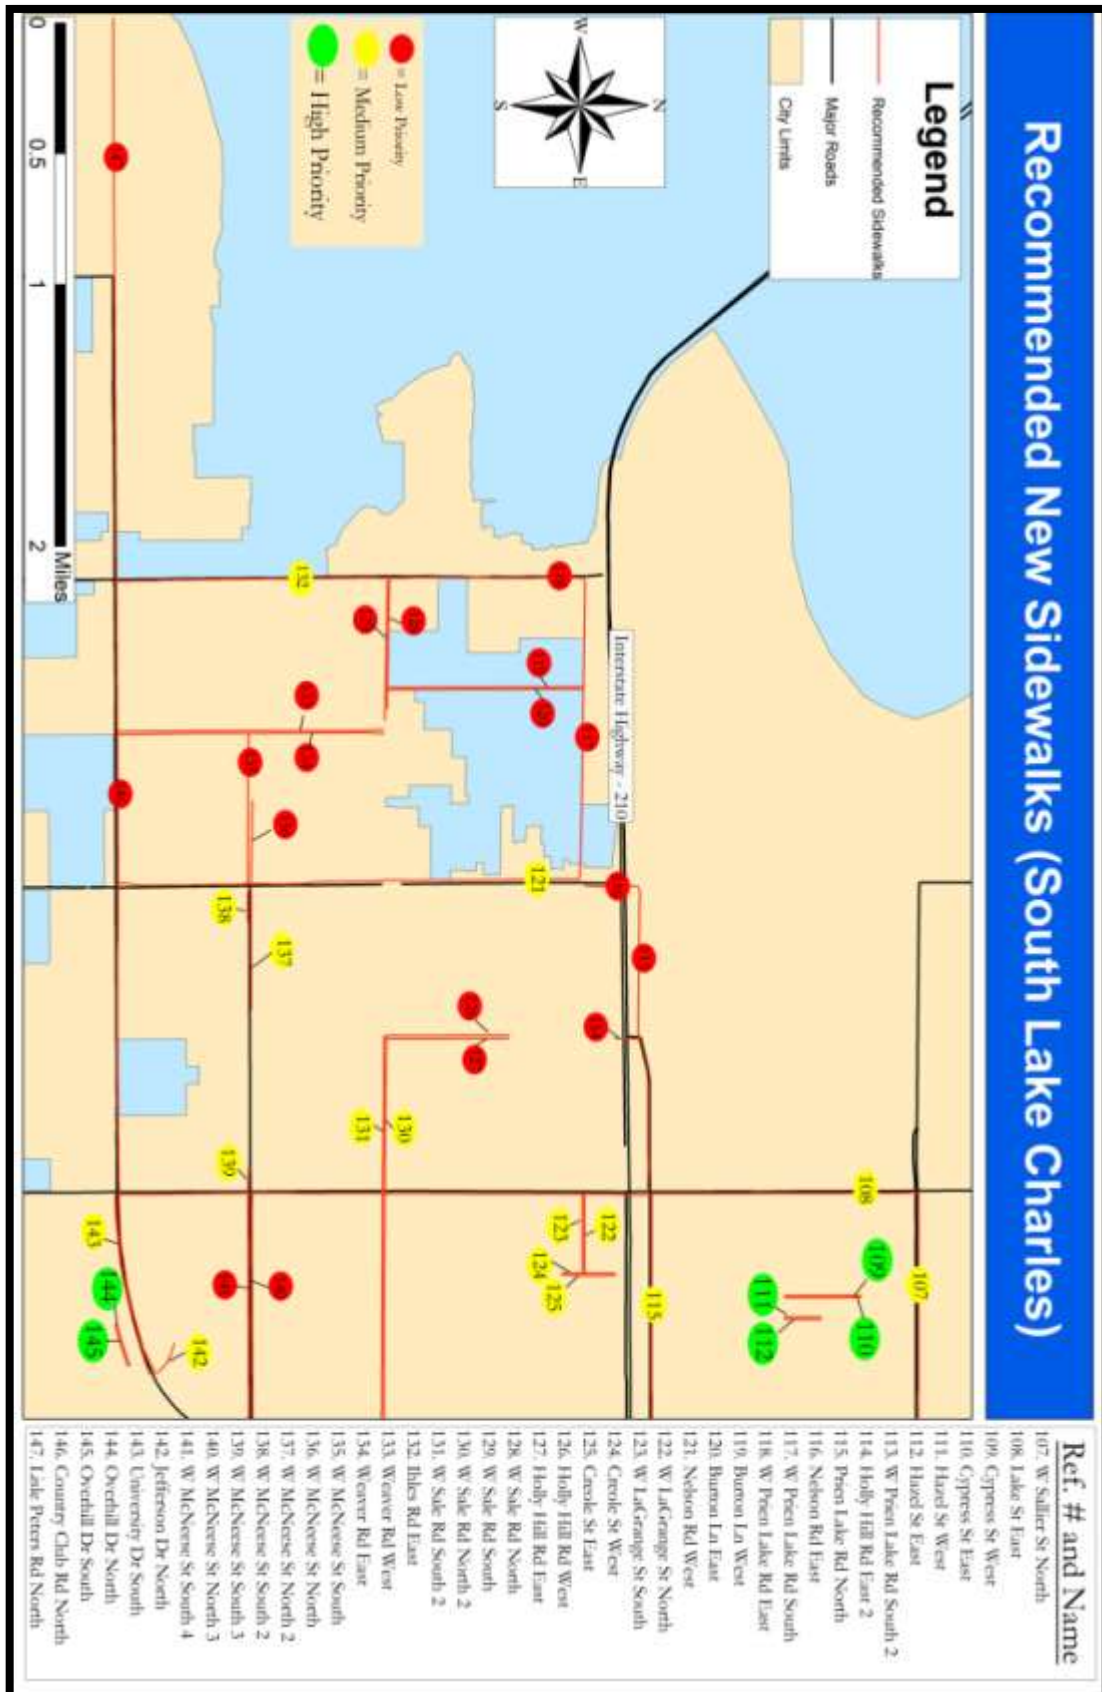 Recommended New Sidewalks (South Lake Charles)
Legend
Recommended Sidewalks
Major Roads
City Limits
W
N
S
E
= Low Priority
= Medium Priority
= High Priority
0
0.5
1
2
Miles
Interstate Highway - 210
107
108
109
110
111
112
115
121
122
123
124
125
130
131
132
137
138
139
142
143
144
145
Ref. # and Name
107. W Sallier St North
108. Lake St East
109. Cypress St West
110. Cypress St East
111. Hazel St West
112. Hazel St East
113. W Prien Lake Rd South 2
114. Holly Hill Rd East 2
115. Prien Lake Rd North
116. Nelson Rd East
117. W Prien Lake Rd South
118. W Prien Lake Rd East
119. Burton Ln West
120. Burton Ln East
121. Nelson Rd West
122. W LaGrange St North
123. W LaGrange St South
124. Creole St West
125. Creole St East
126. Holly Hill Rd West
127. Holly Hill Rd East
128. W Sale Rd North
129. W Sale Rd South
130. W Sale Rd North 2
131. W Sale Rd South 2
132. Ihles Rd East
133. Weaver Rd West
134. Weaver Rd East
135. W McNeese St South
136. W McNeese St North
137. W McNeese St North 2
138. W McNeese St South 2
139. W McNeese St South 3
140. W McNeese St North 3
141. W McNeese St South 4
142. Jefferson Dr North
143. University Dr South
144. Overhill Dr North
145. Overhill Dr South
146. Country Club Rd North
147. Lisle Peters Rd North